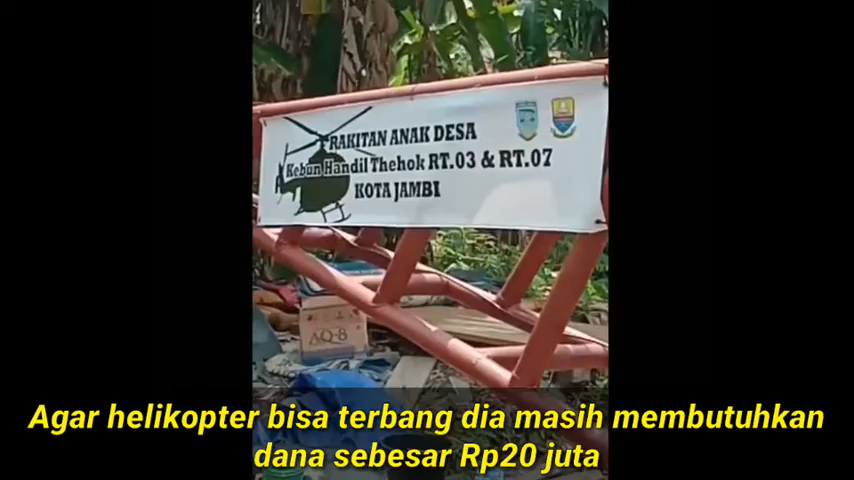 RAKITAN ANAK DESA
Kebun Handil Thehok RT.03 & RT.07
KOTA JAMBI
AQ-8
Agar helikopter bisa terbang dia masih membutuhkan
dana sebesar Rp20 juta